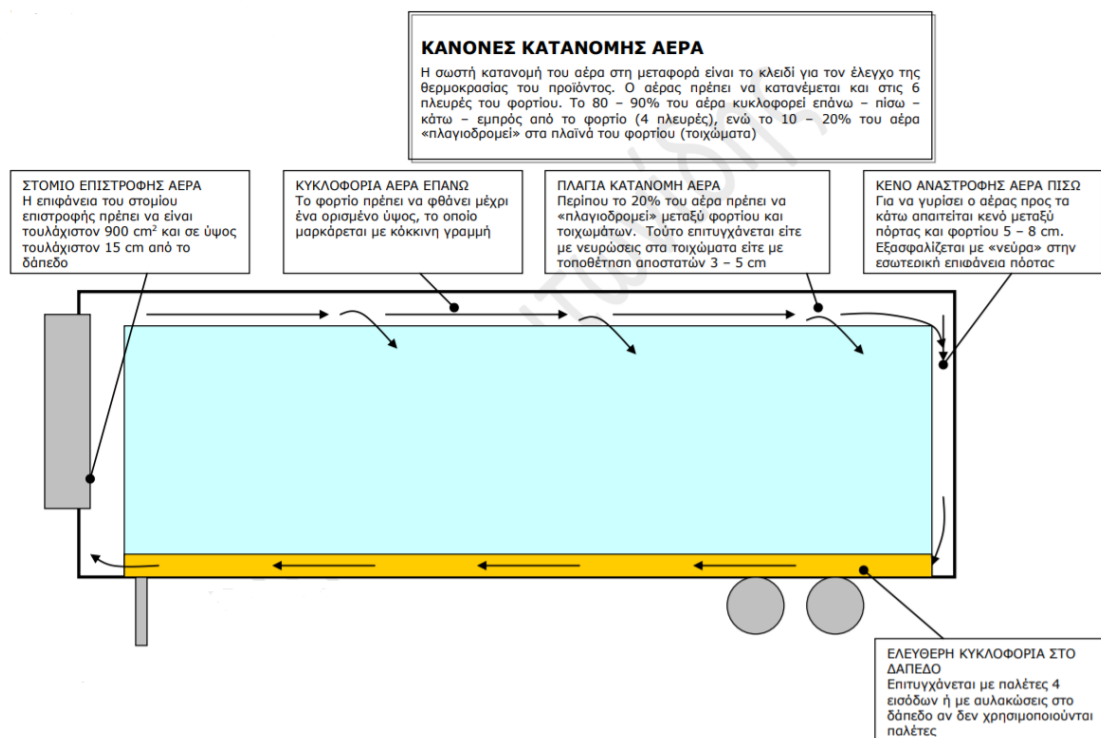 ΚΑΝΟΝΕΣ ΚΑΤΑΝΟΜΗΣ ΑΕΡΑ
Η σωστή κατανομή του αέρα στη μεταφορά είναι το κλειδί για τον έλεγχο της
θερμοκρασίας του προϊόντος. Ο αέρας πρέπει να κατανέμεται και στις 6
πλευρές του φορτίου. Το 80 – 90% του αέρα κυκλοφορεί επάνω – πίσω –
κάτω – εμπρός από το φορτίο (4 πλευρές), ενώ το 10 – 20% του αέρα
«πλαγιοδρομεί» στα πλαϊνά του φορτίου (τοιχώματα)
ΣΤΟΜΙΟ ΕΠΙΣΤΡΟΦΗΣ ΑΕΡΑ
Η επιφάνεια του στομίου
επιστροφής πρέπει να είναι
τουλάχιστον 900 cm² και σε ύψος
τουλάχιστον 15 cm από το
δάπεδο
ΚΥΚΛΟΦΟΡΙΑ ΑΕΡΑ ΕΠΑΝΩ
Το φορτίο πρέπει να φθάνει μέχρι
ένα ορισμένο ύψος, το οποίο
μαρκάρεται με κόκκινη γραμμή
ΠΛΑΓΙΑ ΚΑΤΑΝΟΜΗ ΑΕΡΑ
Περίπου το 20% του αέρα πρέπει να
«πλαγιοδρομεί» μεταξύ φορτίου και
τοιχωμάτων. Τούτο επιτυγχάνεται είτε
με νευρώσεις στα τοιχώματα είτε με
τοποθέτηση αποστατών 3 – 5 cm
ΚΕΝΟ ΑΝΑΣΤΡΟΦΗΣ ΑΕΡΑ ΠΙΣΩ
Για να γυρίσει ο αέρας προς τα
κάτω απαιτείται κενό μεταξύ
πόρτας και φορτίου 5 – 8 cm.
Εξασφαλίζεται με «νεύρα» στην
εσωτερική επιφάνεια πόρτας
ΕΛΕΥΘΕΡΗ ΚΥΚΛΟΦΟΡΙΑ ΣΤΟ
ΔΑΠΕΔΟ
Επιτυγχάνεται με παλέτες 4
εισόδων ή με αυλακώσεις στο
δάπεδο αν δεν χρησιμοποιούνται
παλέτες